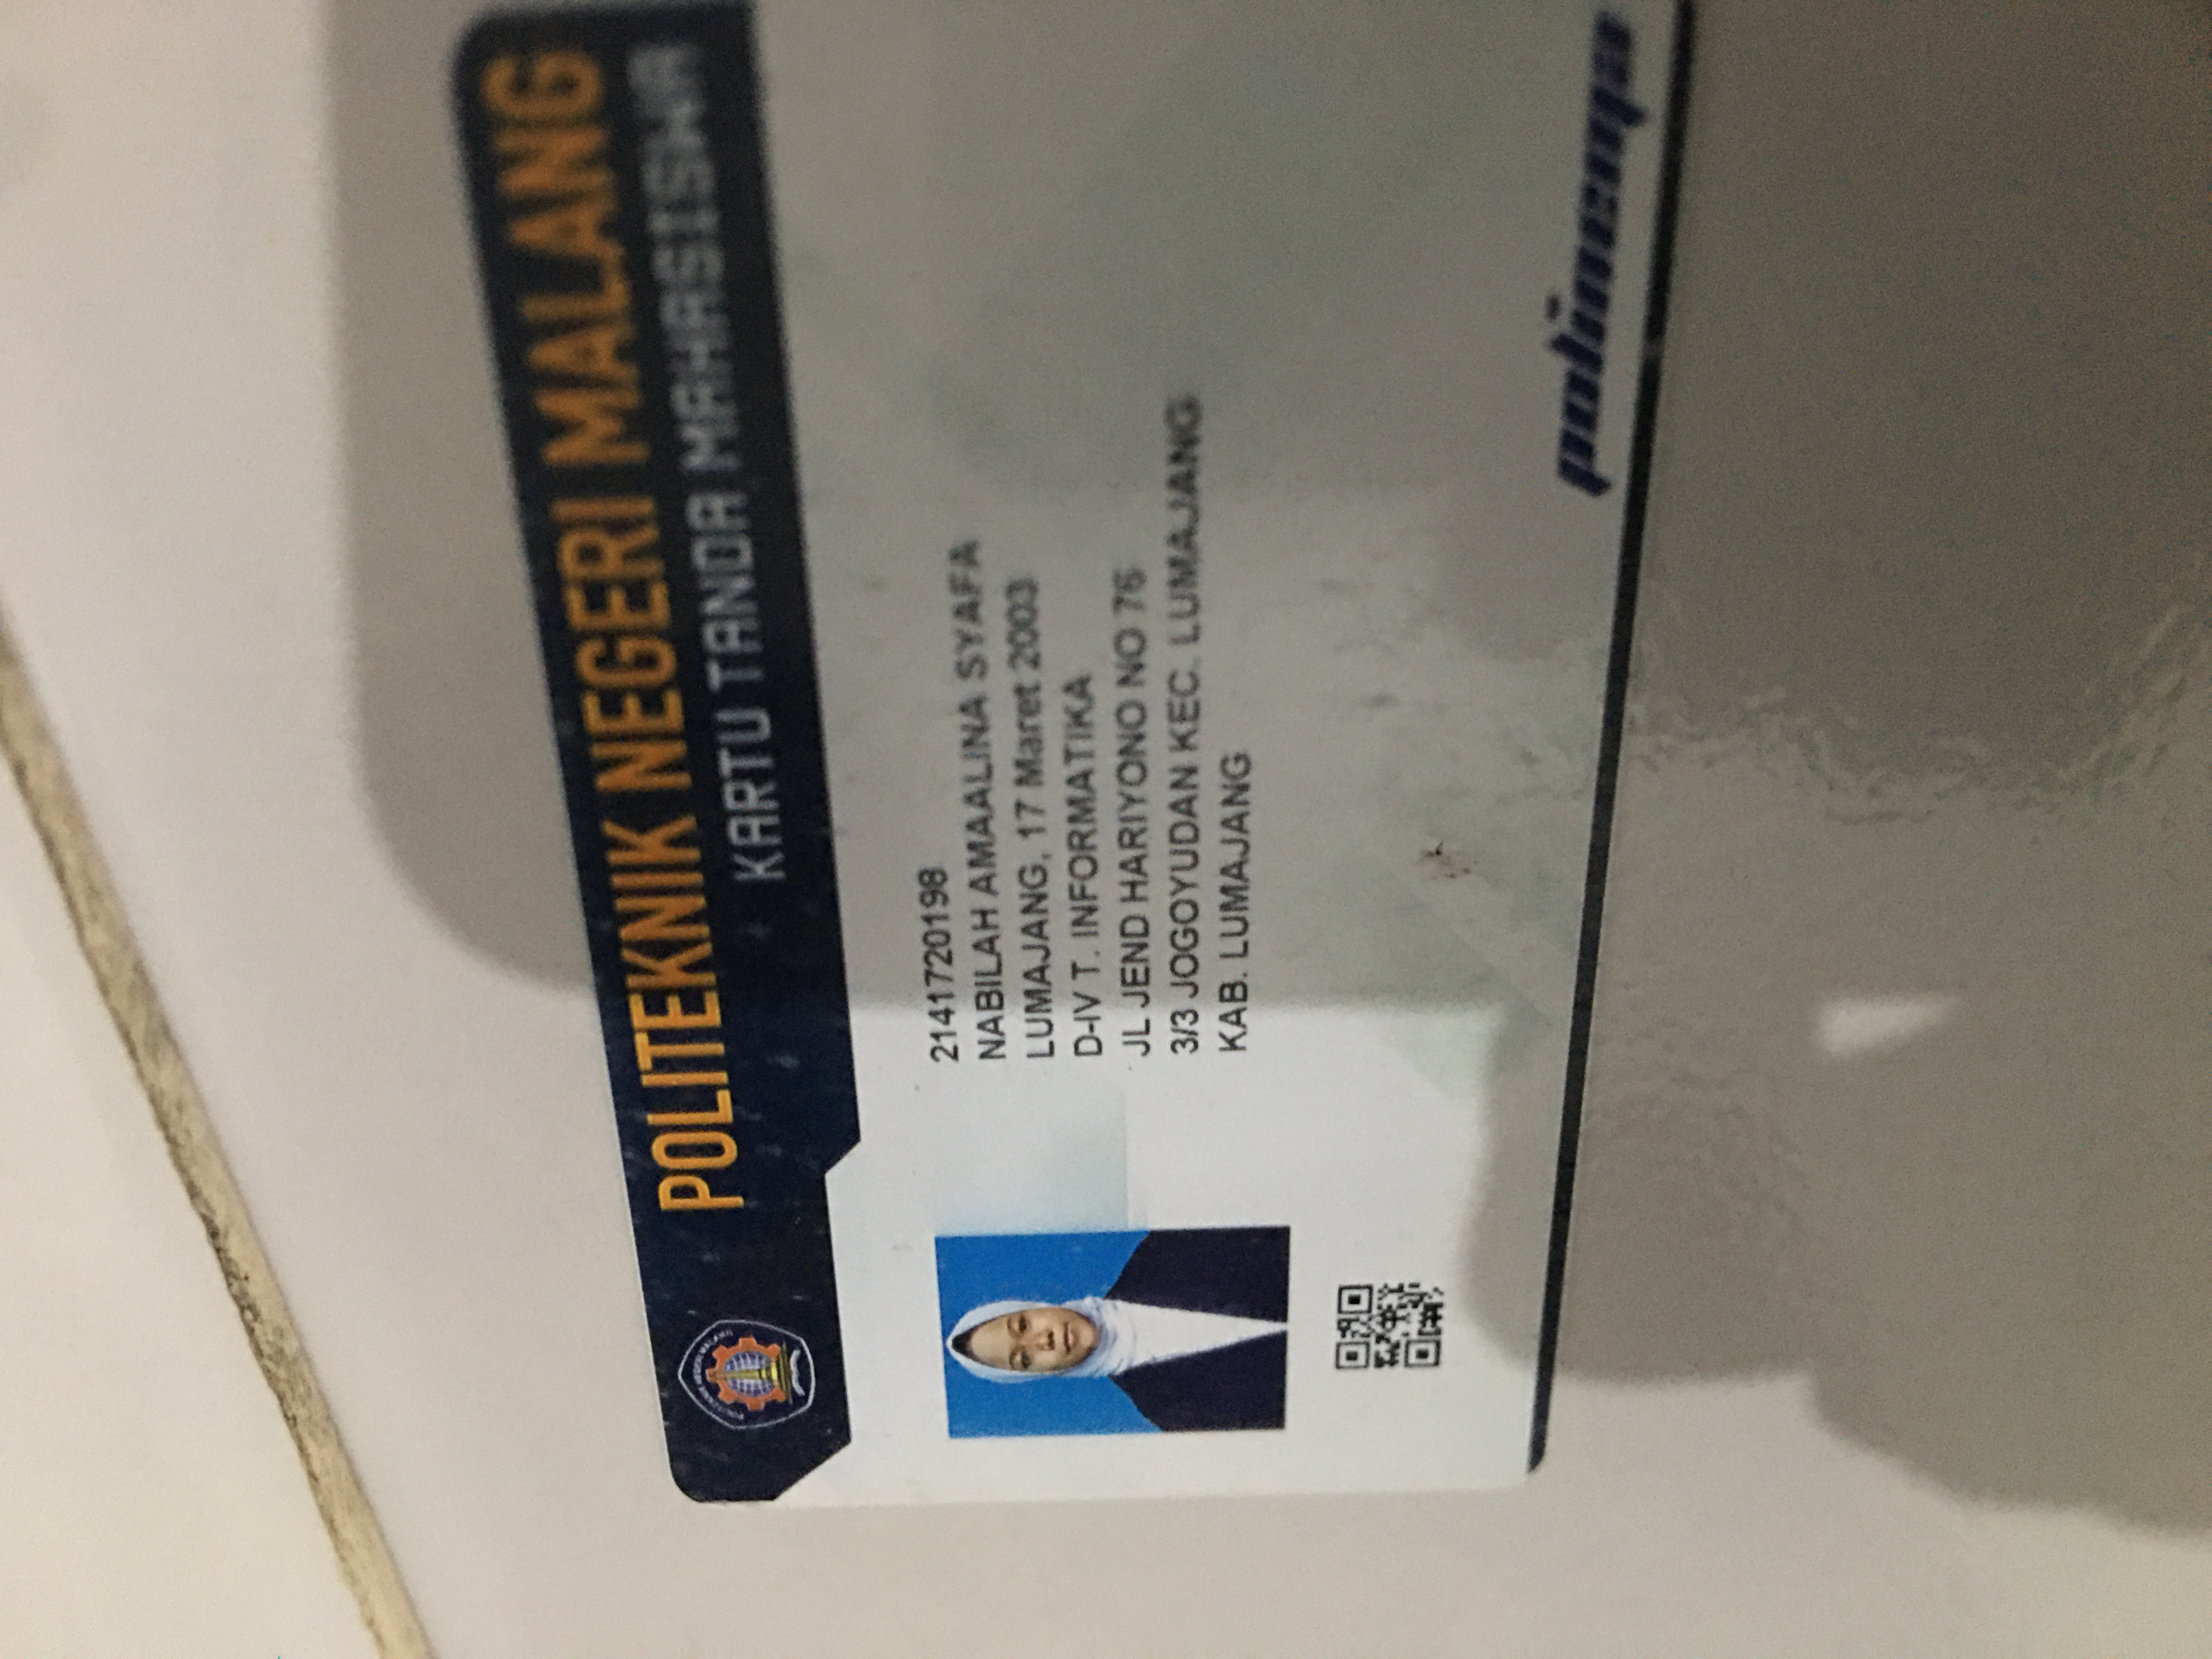 POLITEKNIK NEGERI MALANG
KARTU TANDA MAHASISWA
2141720198
NABILAH AMAALINA SYAFA
LUMAJANG, 17 Maret 2003
D-IV T. INFORMATIKA
JL JEND HARIYONO NO 76
3/3 JOGOYUDAN KEC. LUMAJANG
KAB. LUMAJANG
polinema